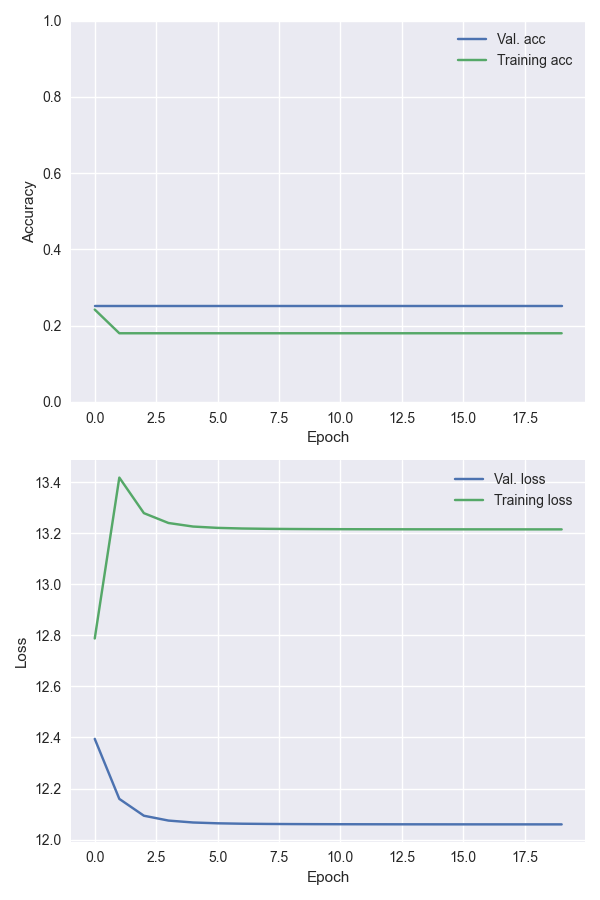 1.0
Val. acc
Training acc
0.8
0.6
Accuracy
0.4
0.2
0.0
0.0 2.5 5.0 7.5 10.0 12.5 15.0 17.5
Epoch
Val. loss
Training loss
13.4
13.2
13.0
12.8
Loss
12.6
12.4
12.2
12.0
0.0 2.5 5.0 7.5 10.0 12.5 15.0 17.5
Epoch